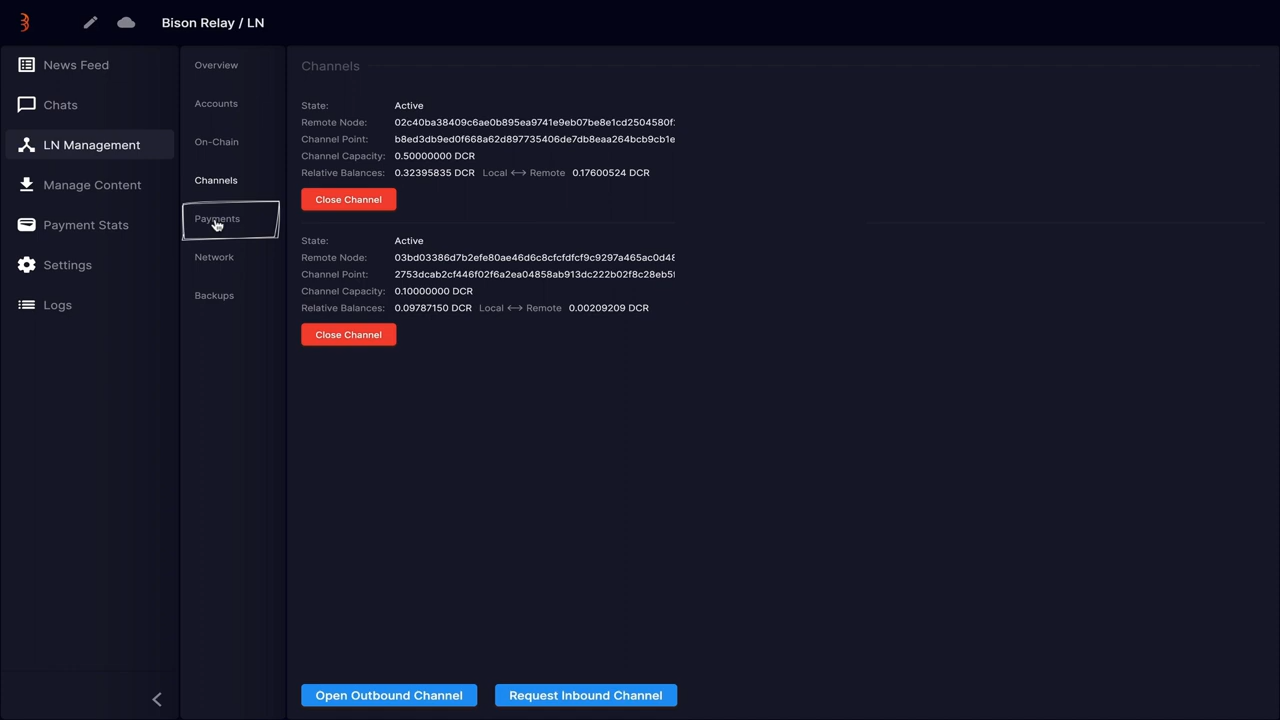 Bison Relay / LN
News Feed
Chats
LN Management
Manage Content
Payment Stats
Settings
Logs
Overview
Accounts
On-Chain
Channels
Payments
Network
Backups
Channels
State: Active
Remote Node: 02c40ba38409c6ae0b895ea9741e9eb07be8e1cd2504580f
Channel Point: b8ed3db9ed0f668a62d897735406de7db8eaa264bcb9cb1e
Channel Capacity: 0.50000000 DCR
Relative Balances: 0.32395835 DCR Local <-> Remote 0.17600524 DCR
Close Channel
State: Active
Remote Node: 03bd03386d7b2efe80ae46d6c8cfcfdfcf9c9297a465ac0d48
Channel Point: 2753dcab2cf446f02f6a2ea04858ab913dc222b02f8c28eb5
Channel Capacity: 0.10000000 DCR
Relative Balances: 0.09787150 DCR Local <-> Remote 0.00209209 DCR
Close Channel
Open Outbound Channel
Request Inbound Channel